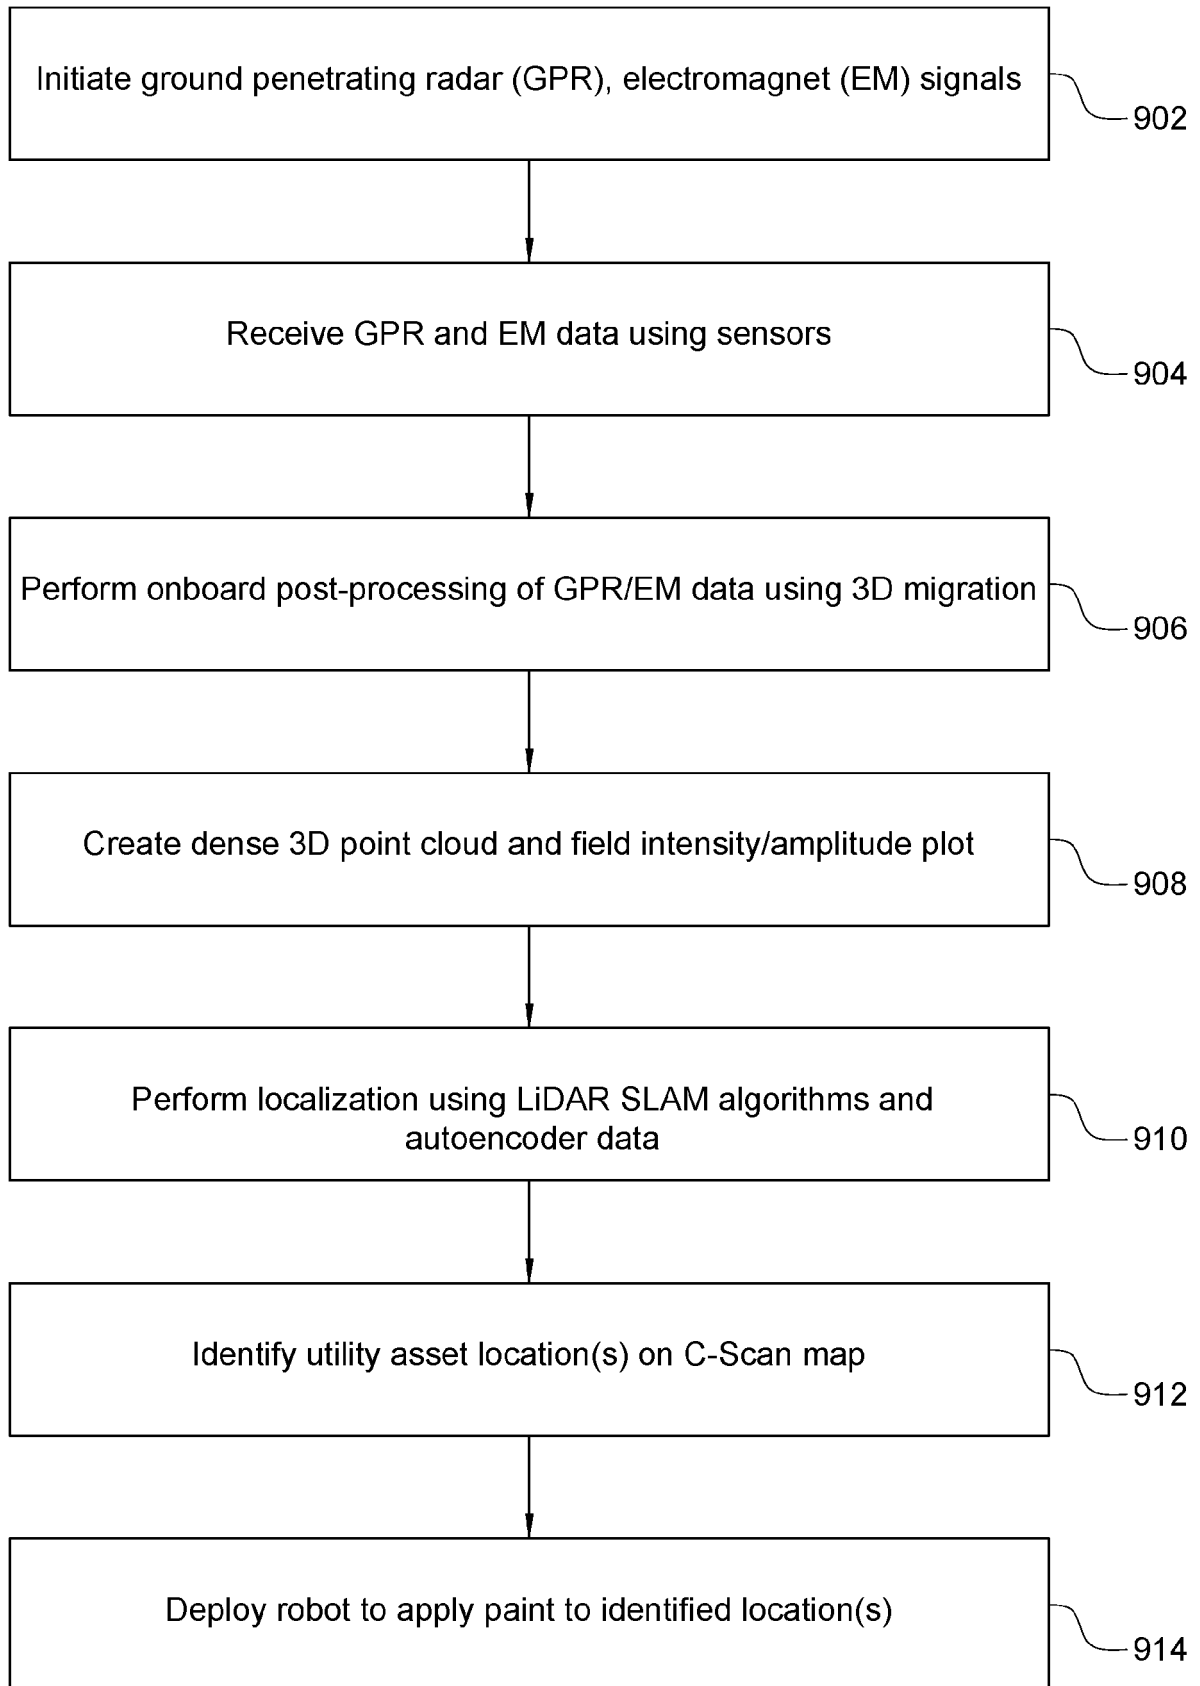 Initiate ground penetrating radar (GPR), electromagnet (EM) signals
902
Receive GPR and EM data using sensors
904
Perform onboard post-processing of GPR/EM data using 3D migration
906
Create dense 3D point cloud and field intensity/amplitude plot
908
Perform localization using LiDAR SLAM algorithms and
autoencoder data
910
Identify utility asset location(s) on C-Scan map
912
Deploy robot to apply paint to identified location(s)
914